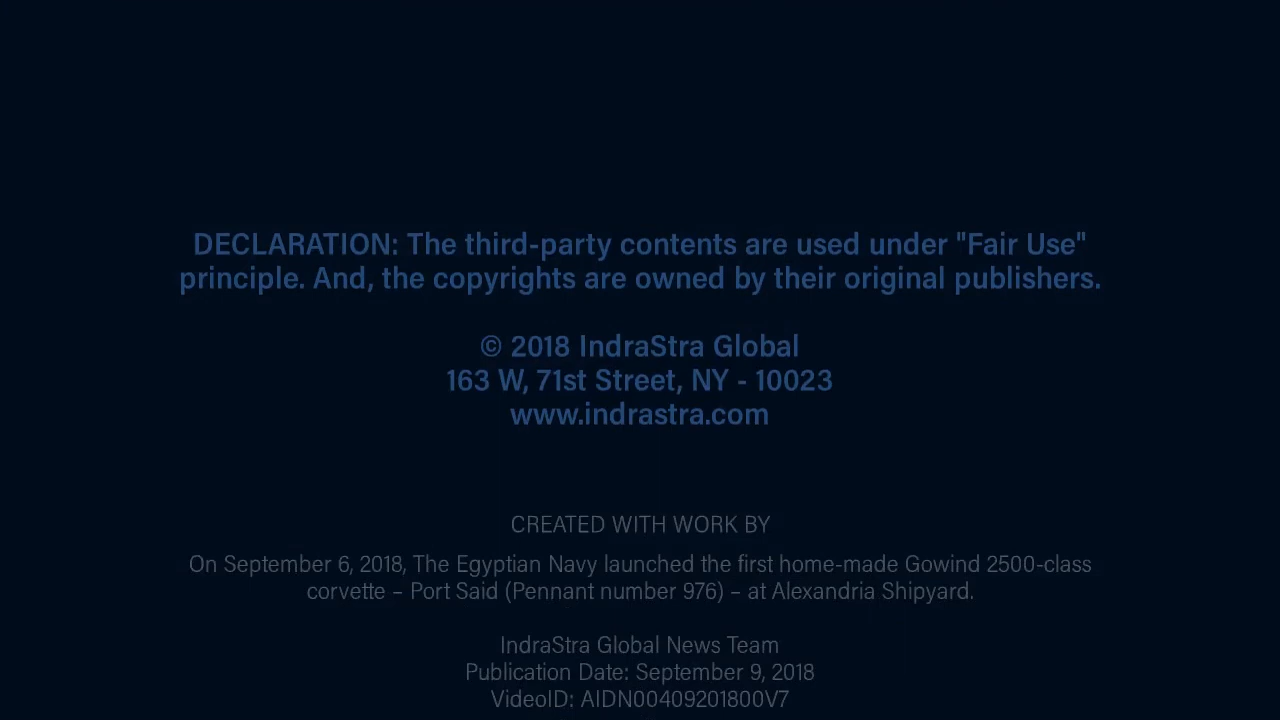 DECLARATION: The third-party contents are used under "Fair Use"
principle. And, the copyrights are owned by their original publishers.
© 2018 IndraStra Global
163 W, 71st Street, NY - 10023
www.indrastra.com
CREATED WITH WORK BY
On September 6, 2018, The Egyptian Navy launched the first home-made Gowind 2500-class
corvette – Port Said (Pennant number 976) – at Alexandria Shipyard.
IndraStra Global News Team
Publication Date: September 9, 2018
VideoID: AIDN00409201800V7